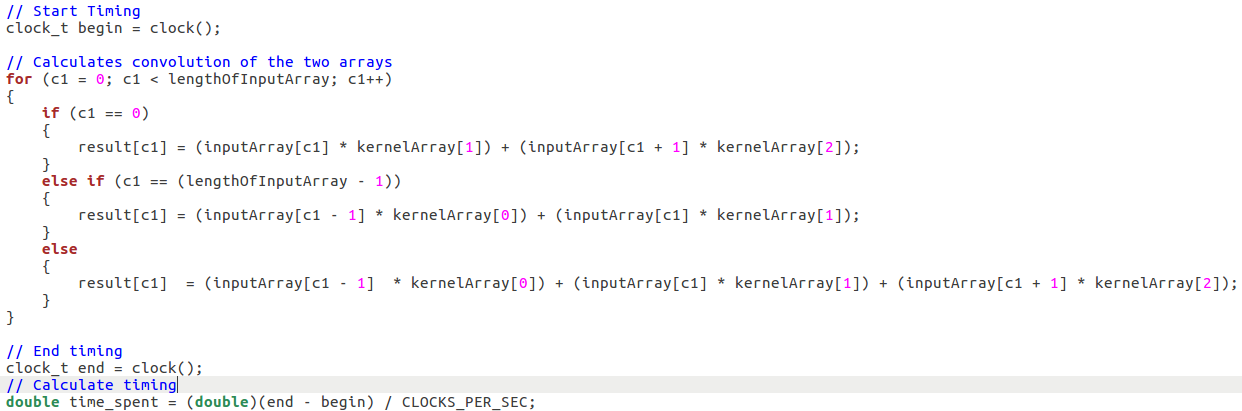 // Start Timing
clock_t begin = clock();
// Calculates convolution of the two arrays
for (c1 = 0; c1 < lengthOfInputArray; c1++)
{
    if (c1 == 0)
    {
        result[c1] = (inputArray[c1] * kernelArray[1]) + (inputArray[c1 + 1] * kernelArray[2]);
    }
    else if (c1 == (lengthOfInputArray - 1))
    {
        result[c1] = (inputArray[c1 - 1] * kernelArray[0]) + (inputArray[c1] * kernelArray[1]);
    }
    else
    {
        result[c1]  = (inputArray[c1 - 1]  * kernelArray[0]) + (inputArray[c1] * kernelArray[1]) + (inputArray[c1 + 1] * kernelArray[2]);
    }
}
// End timing
clock_t end = clock();
// Calculate timing
double time_spent = (double)(end - begin) / CLOCKS_PER_SEC;